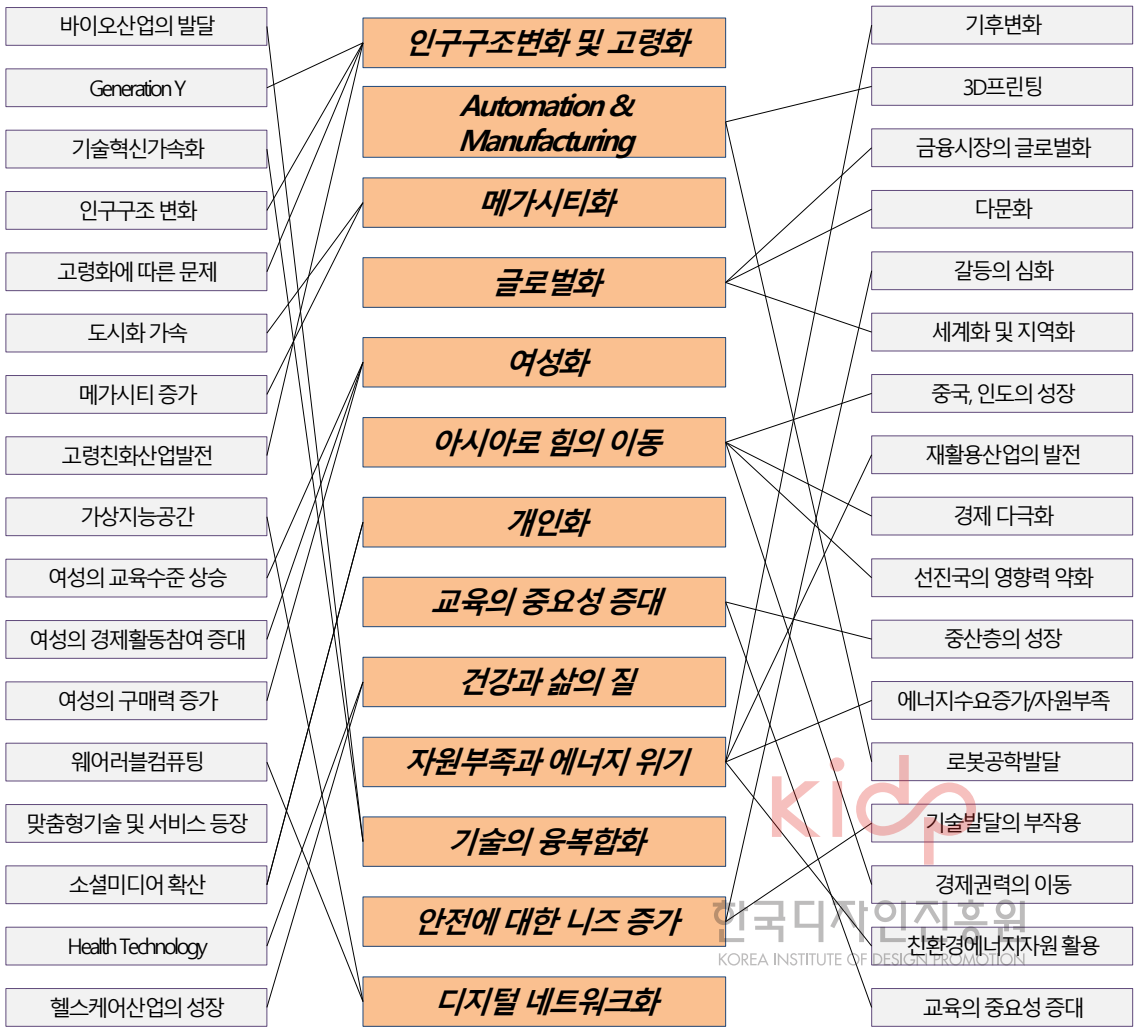 바이오산업의 발달
Generation Y
기술혁신가속화
인구구조 변화
고령화에 따른 문제
도시화 가속
메가시티 증가
고령친화산업발전
가상지능공간
여성의 교육수준 상승
여성의 경제활동참여 증대
여성의 구매력 증가
웨어러블컴퓨팅
맞춤형기술 및 서비스 등장
소셜미디어 확산
Health Technology
헬스케어산업의 성장
인구구조변화 및 고령화
Automation &
Manufacturing
메가시티화
글로벌화
여성화
아시아로 힘의 이동
개인화
교육의 중요성 증대
건강과 삶의 질
자원부족과 에너지 위기
기술의 융복합화
안전에 대한 니즈 증가
디지털 네트워크화
기후변화
3D프린팅
금융시장의 글로벌화
다문화
갈등의 심화
세계화 및 지역화
중국, 인도의 성장
재활용산업의 발전
경제 다극화
선진국의 영향력 약화
중산층의 성장
에너지수요증가/자원부족
로봇공학발달
기술발달의 부작용
경제권력의 이동
친환경에너지자원 활용
교육의 중요성 증대
kidp
한국디자인진흥원
KOREA INSTITUTE OF DESIGN PROMOTION